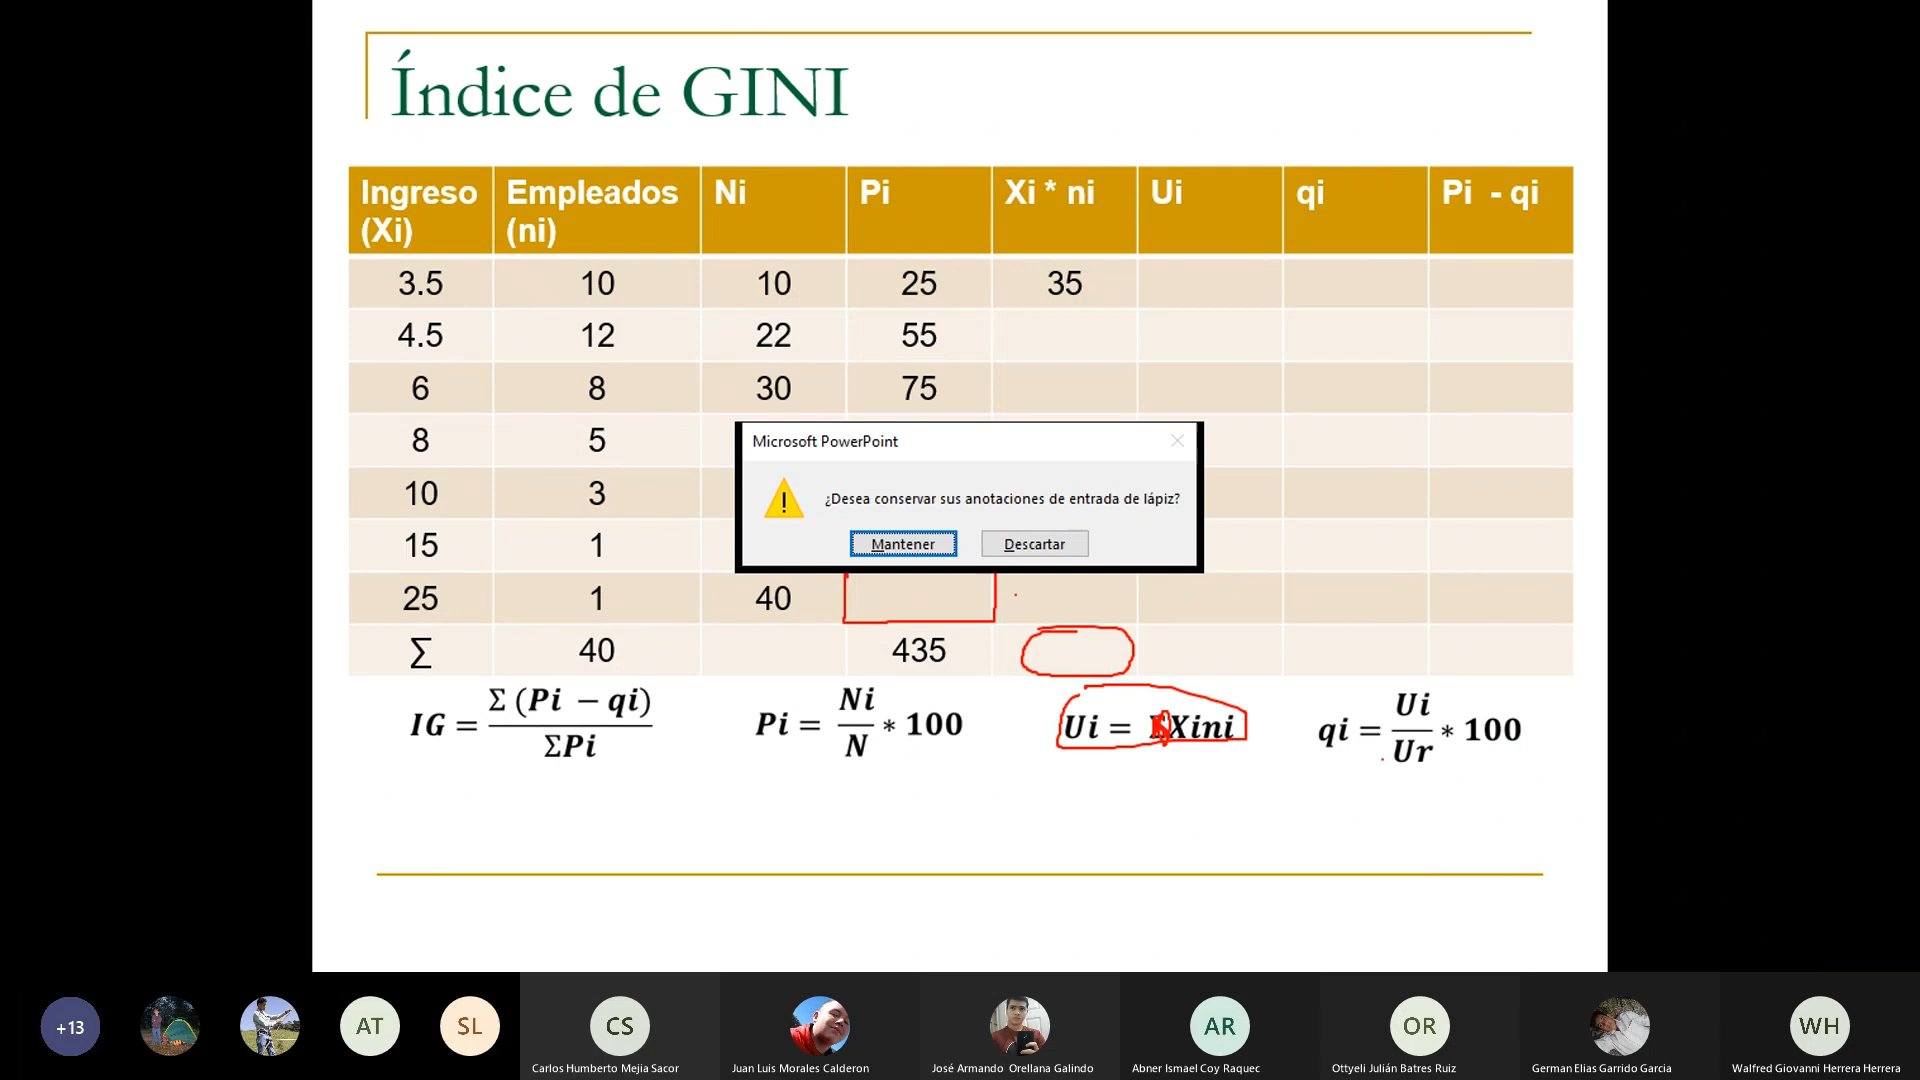 Índice de GINI
Ingreso (Xi) Empleados (ni) Ni Pi Xi * ni Ui qi Pi - qi
3.5 10 10 25 35
4.5 12 22 55
6 8 30 75
8 5
10 3
15 1
25 1 40
∑ 40 435
Microsoft PowerPoint
¿Desea conservar sus anotaciones de entrada de lápiz?
Mantener Descartar
IG = Σ (Pi − qi) / ΣPi
Pi = Ni / N * 100
Ui = Xini
qi = Ui / Ur * 100
+13 AT SL CS AR OR WH
Carlos Humberto Mejia Sacor Juan Luis Morales Calderon José Armando Orellana Galindo Abner Ismael Coy Raquec Ottyeli Julián Batres Ruiz German Elias Garrido Garcia Walfred Giovanni Herrera Herrera